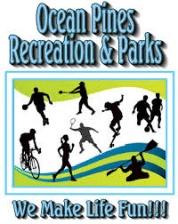 Ocean Pines
Recreation & Parks
We Make Life Fun!!!